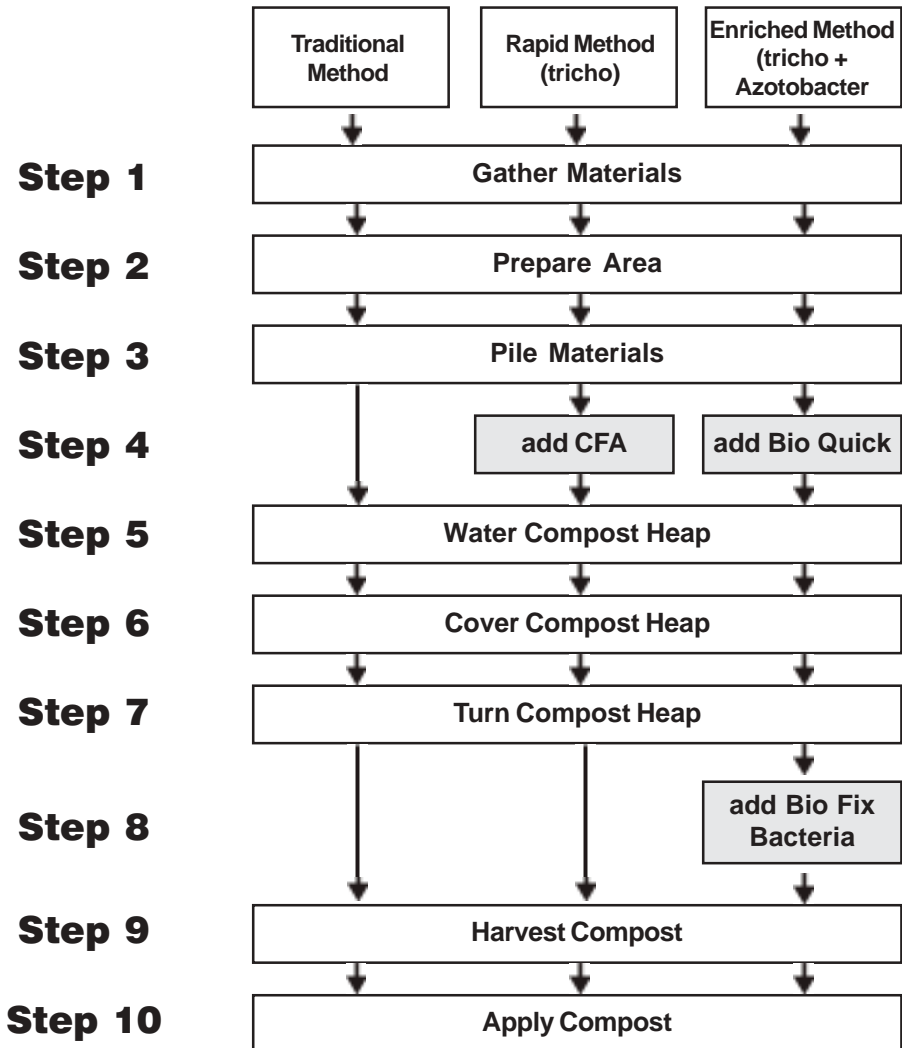 Traditional
Method
Rapid Method
(tricho)
Enriched Method
(tricho +
Azotobacter
Step 1
Gather Materials
Step 2
Prepare Area
Step 3
Pile Materials
Step 4
add CFA
add Bio Quick
Step 5
Water Compost Heap
Step 6
Cover Compost Heap
Step 7
Turn Compost Heap
Step 8
add Bio Fix
Bacteria
Step 9
Harvest Compost
Step 10
Apply Compost